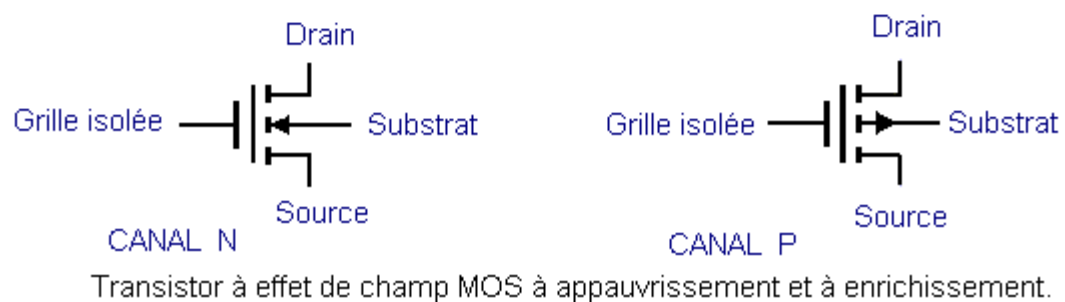 Drain
Drain
Grille isolée
Substrat
Grille isolée
Substrat
Source
Source
CANAL N
CANAL P
Transistor à effet de champ MOS à appauvrissement et à enrichissement.